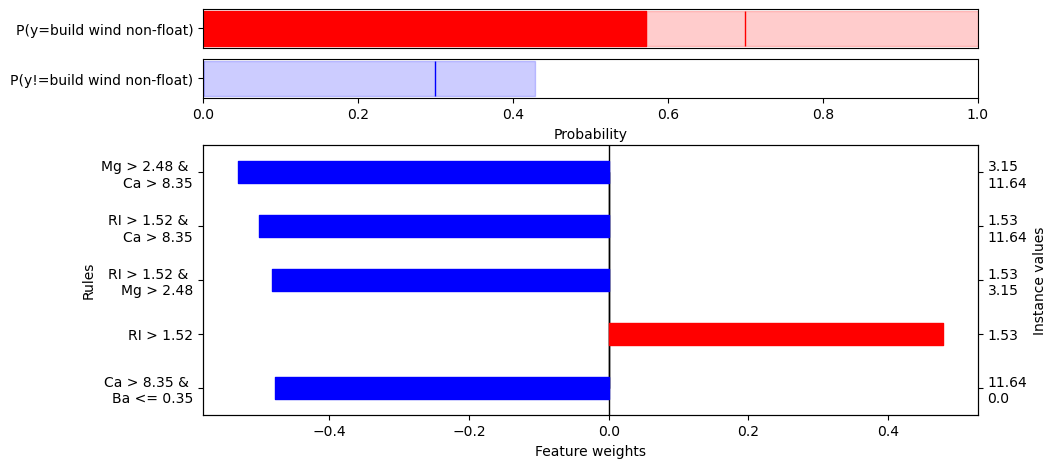 P(y=build wind non-float)
P(y!=build wind non-float)
0.0 0.2 0.4 0.6 0.8 1.0
Probability
Mg > 2.48 &
Ca > 8.35
3.15
11.64
RI > 1.52 &
Ca > 8.35
1.53
11.64
RI > 1.52 &
Mg > 2.48
1.53
3.15
RI > 1.52
1.53
Ca > 8.35 &
Ba <= 0.35
11.64
0.0
Rules
Instance values
−0.4 −0.2 0.0 0.2 0.4
Feature weights